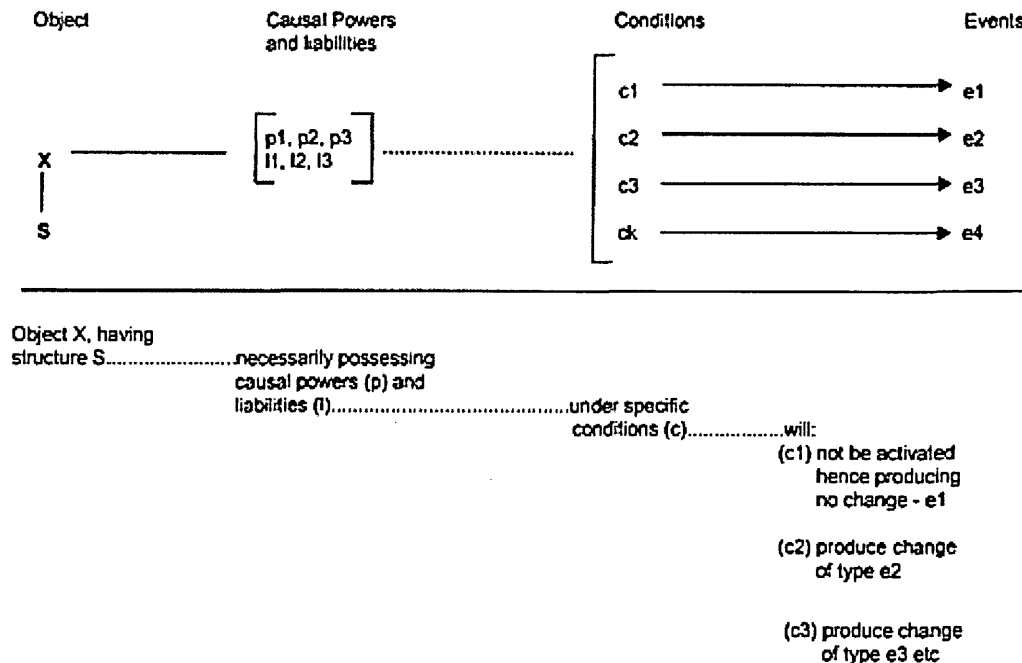 Object
Causal Powers
and liabilities
Conditions
Events
c1
e1
p1, p2, p3
l1, l2, l3
c2
e2
X
c3
e3
S
ck
e4
Object X, having
structure S..........................necessarily possessing
causal powers (p) and
liabilities (l)..................................................under specific
conditions (c)....................will:
(c1) not be activated
hence producing
no change - e1
(c2) produce change
of type e2
(c3) produce change
of type e3 etc